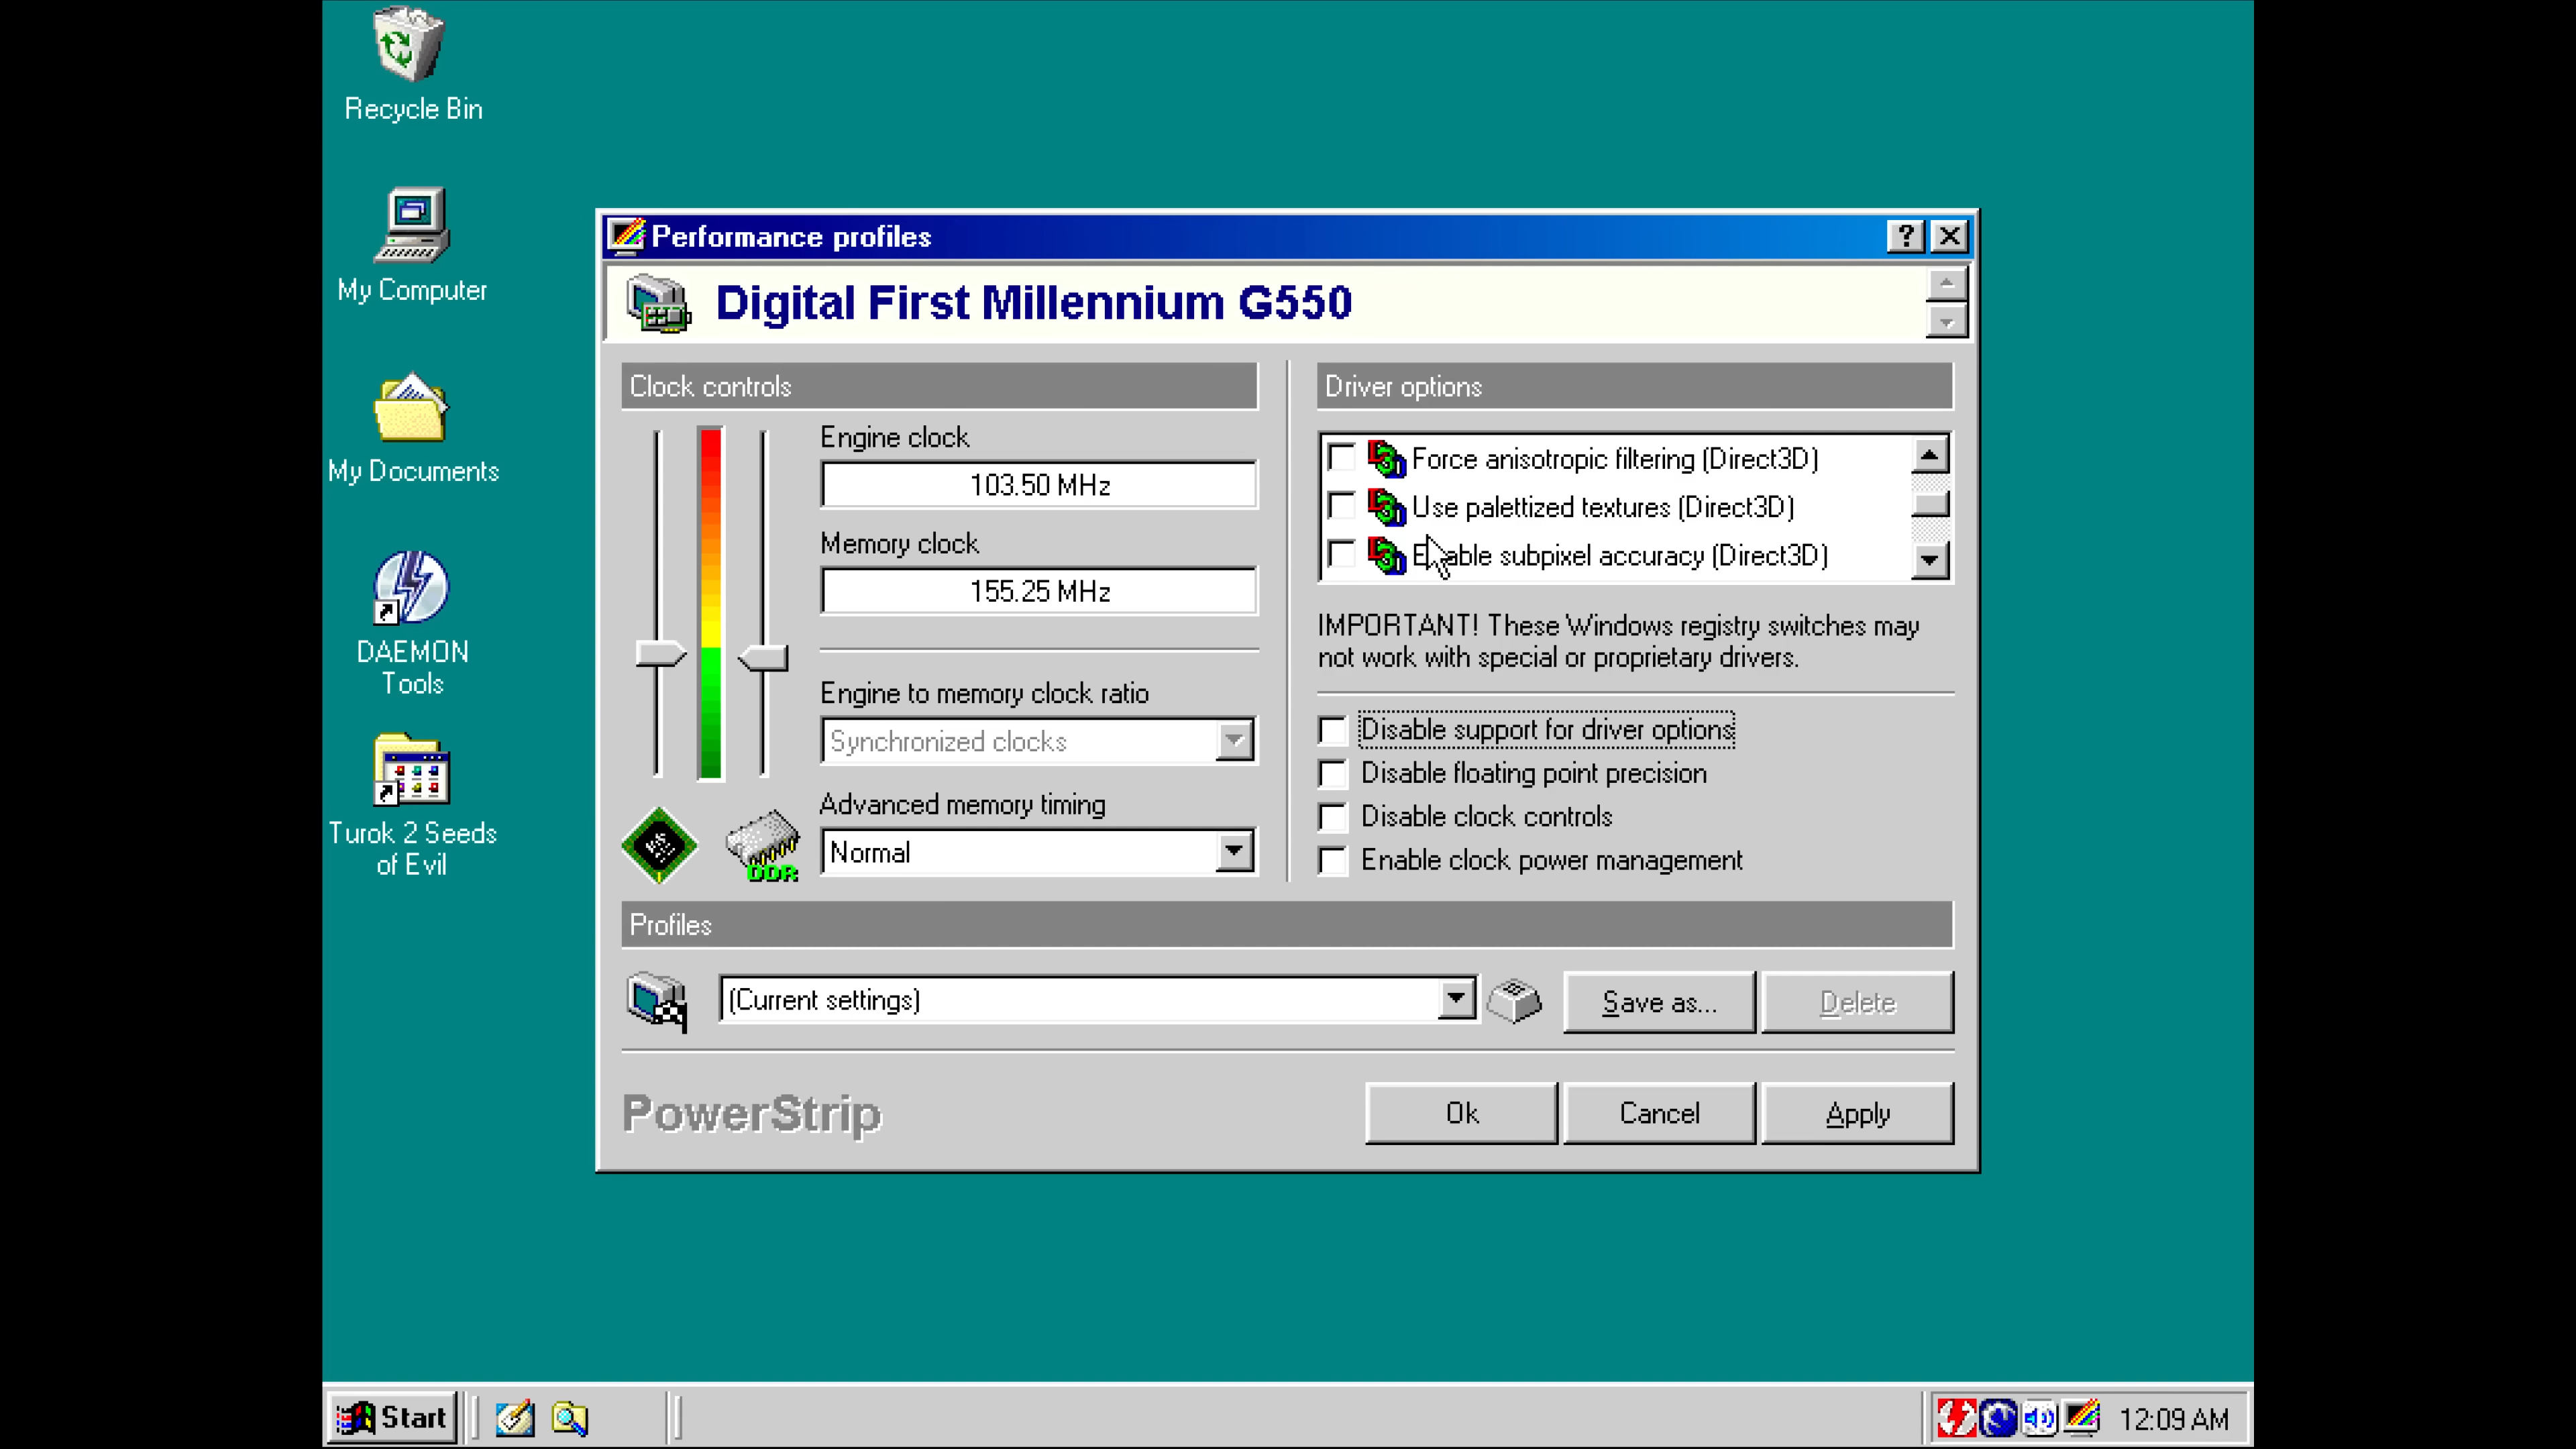 Recycle Bin
My Computer
My Documents
DAEMON
Tools
Turok 2 Seeds
of Evil
Performance profiles
?
Digital First Millennium G550
Clock controls
Engine clock
103.50 MHz
Memory clock
155.25 MHz
Engine to memory clock ratio
Synchronized clocks
Advanced memory timing
Normal
DDR
Driver options
Force anisotropic filtering (Direct3D)
Use palettized textures (Direct3D)
Enable subpixel accuracy (Direct3D)
IMPORTANT! These Windows registry switches may
not work with special or proprietary drivers.
Disable support for driver options
Disable floating point precision
Disable clock controls
Enable clock power management
Profiles
(Current settings)
Save as...
Delete
PowerStrip
Ok
Cancel
Apply
Start
12:09 AM